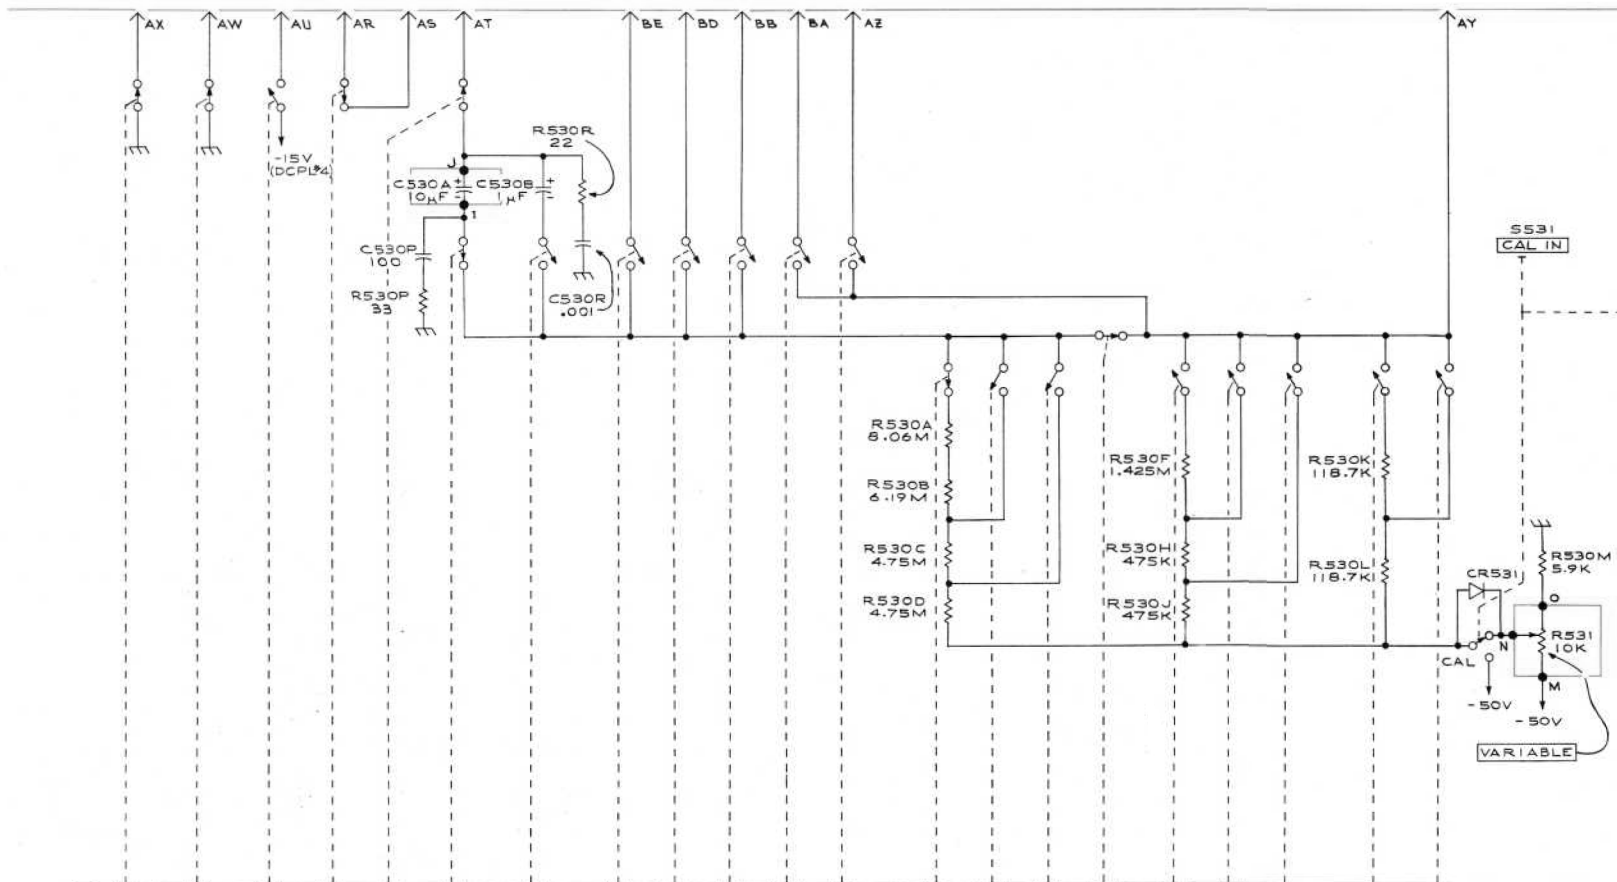 AX
AW
AU
AR
AS
AT
BE
BD
BB
BA
AZ
AY
-15V
(DCPL#4)
R530R
22
J
C530A
10µF
+
-
C530B
1µF
+
-
1
C530P
100
R530P
33
C530R
.001
S531
CAL IN
R530A
8.06M
R530B
6.19M
R530C
4.75M
R530D
4.75M
R530F
1.425M
R530H
475K
R530J
475K
R530K
118.7K
R530L
118.7K
CR531
R530M
5.9K
O
R531
10K
N
CAL
M
-50V
-50V
VARIABLE